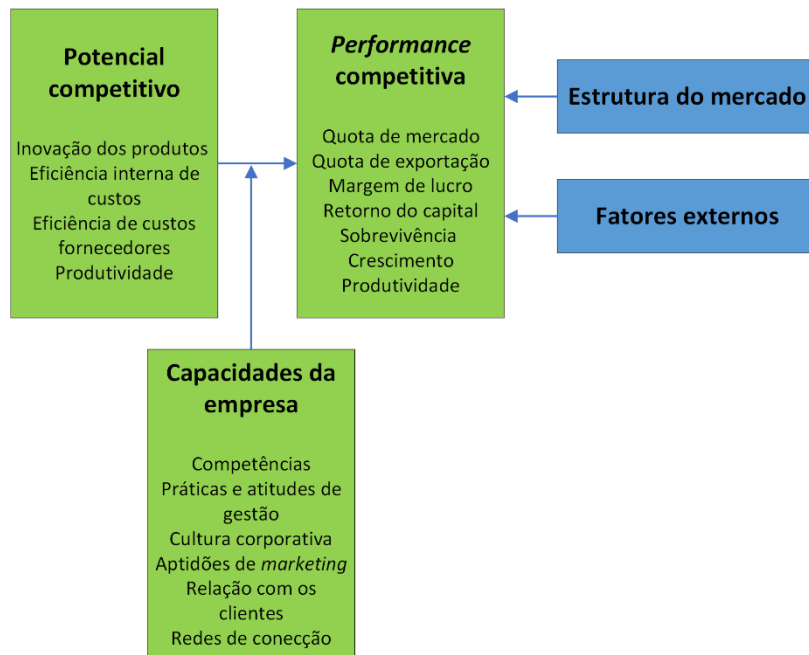 Potencial
competitivo
Inovação dos produtos
Eficiência interna de
custos
Eficiência de custos
fornecedores
Produtividade
Performance
competitiva
Quota de mercado
Quota de exportação
Margem de lucro
Retorno do capital
Sobrevivência
Crescimento
Produtividade
Estrutura do mercado
Fatores externos
Capacidades da
empresa
Competências
Práticas e atitudes de
gestão
Cultura corporativa
Aptidões de marketing
Relação com os
clientes
Redes de conecção